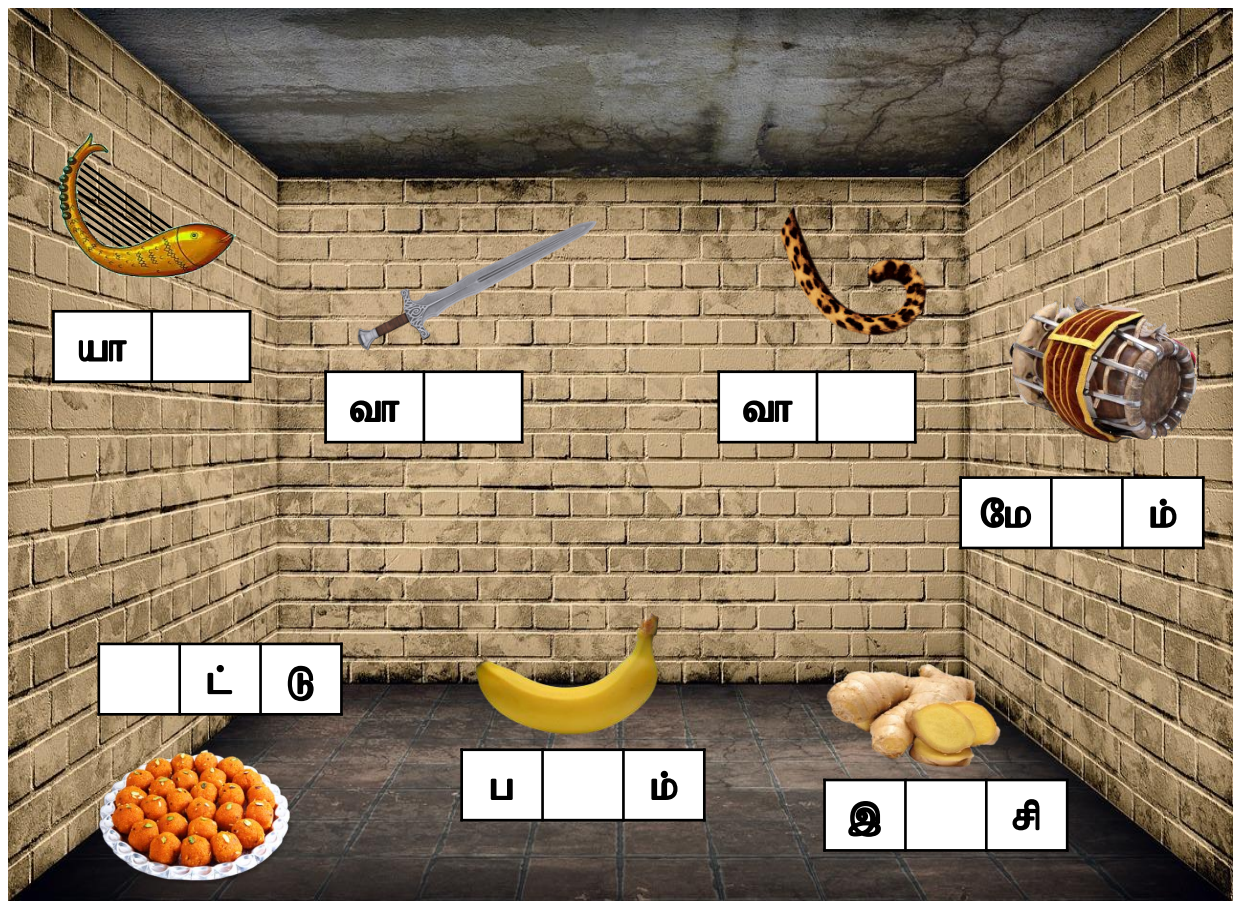 யா
வா
வா
மே ம்
ட் டு
ப ம்
இ சி